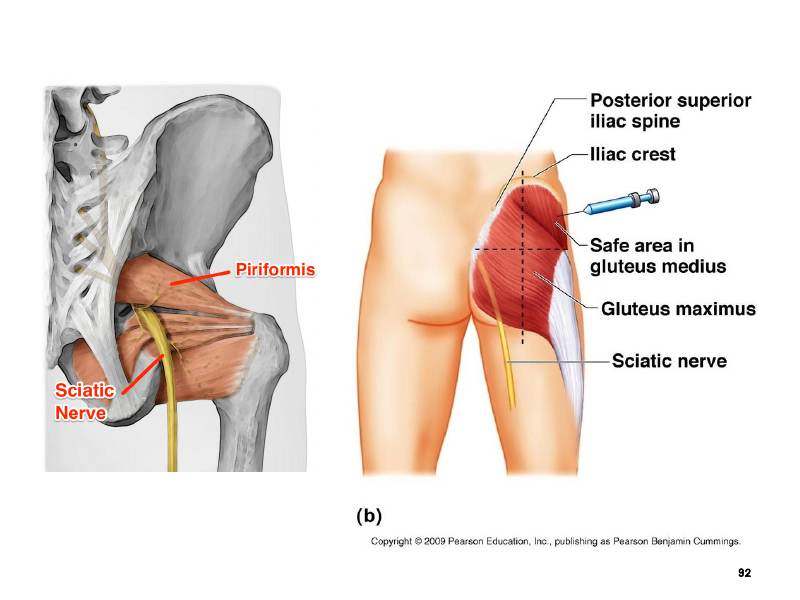 Piriformis
Sciatic
Nerve
Posterior superior
iliac spine
Iliac crest
Safe area in
gluteus medius
Gluteus maximus
Sciatic nerve
(b)
Copyright © 2009 Pearson Education, Inc., publishing as Pearson Benjamin Cummings.
92